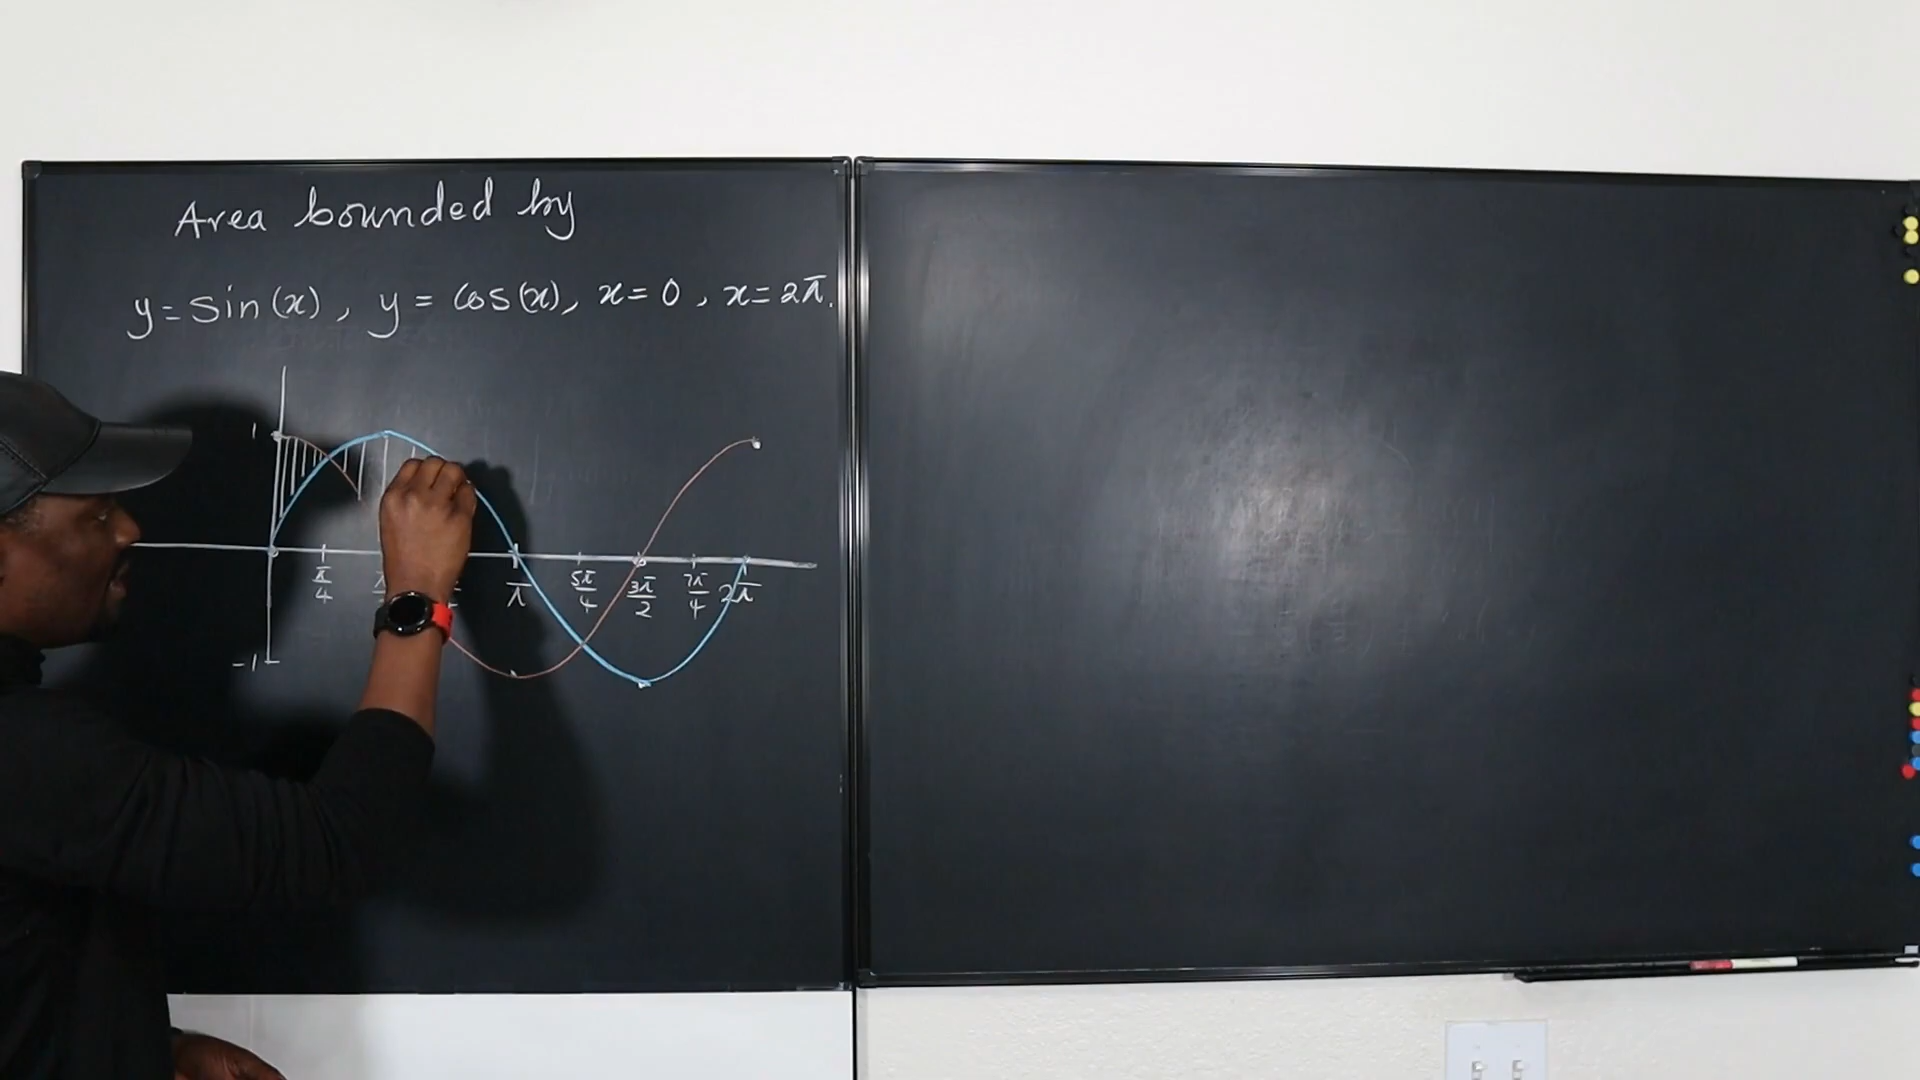 Area bounded by
y = sin(x), y = cos(x), x = 0, x = 2π.
1
π/4 π π 5π/4 3π/2 7π/4 2π
-1